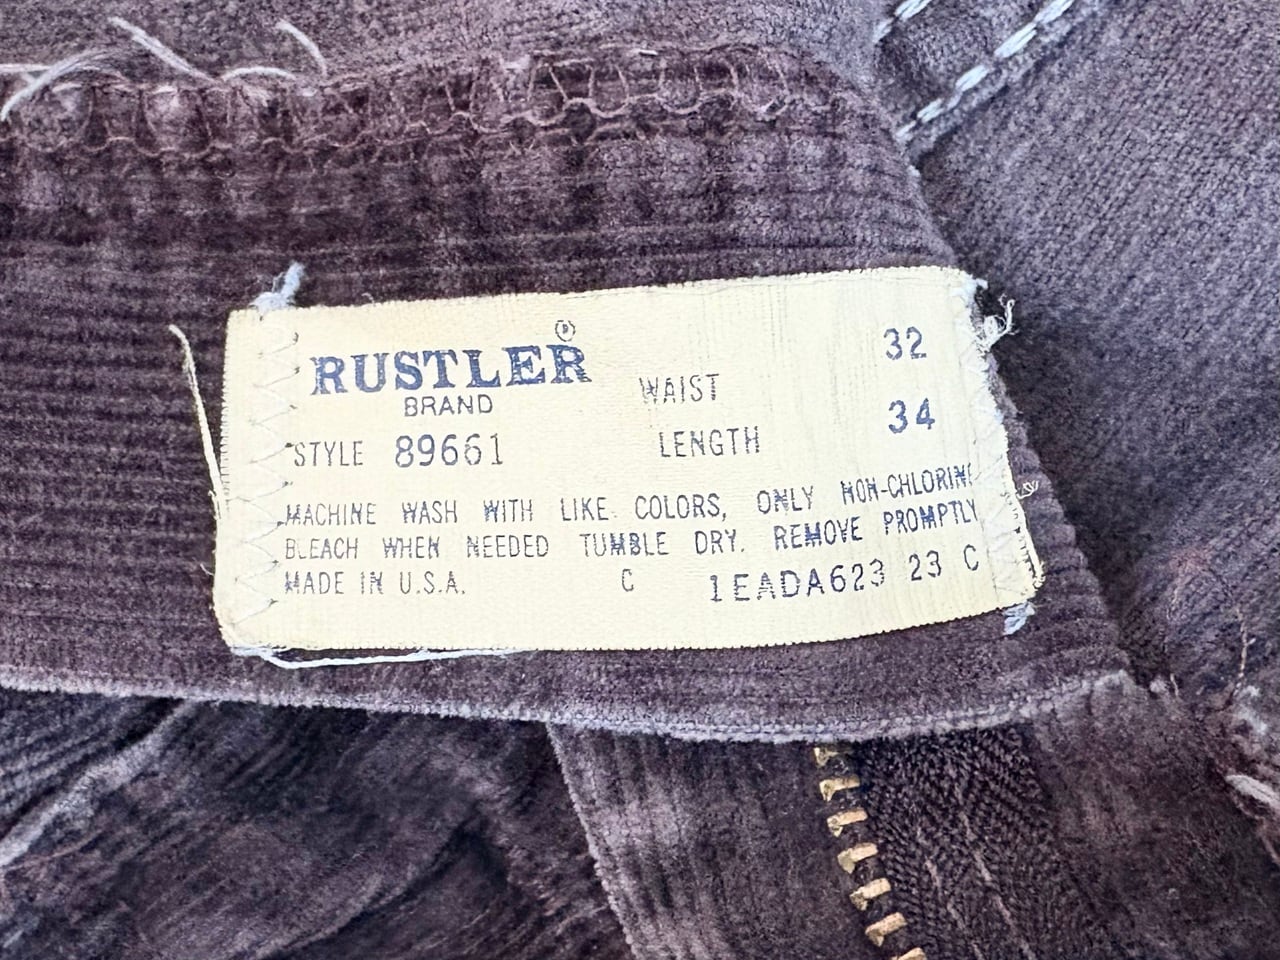 RUSTLER ®
BRAND
STYLE 89661
WAIST 32
LENGTH 34
MACHINE WASH WITH LIKE COLORS, ONLY NON-CHLORINE
BLEACH WHEN NEEDED TUMBLE DRY. REMOVE PROMPTLY
MADE IN U.S.A. C 1EADA623 23 C